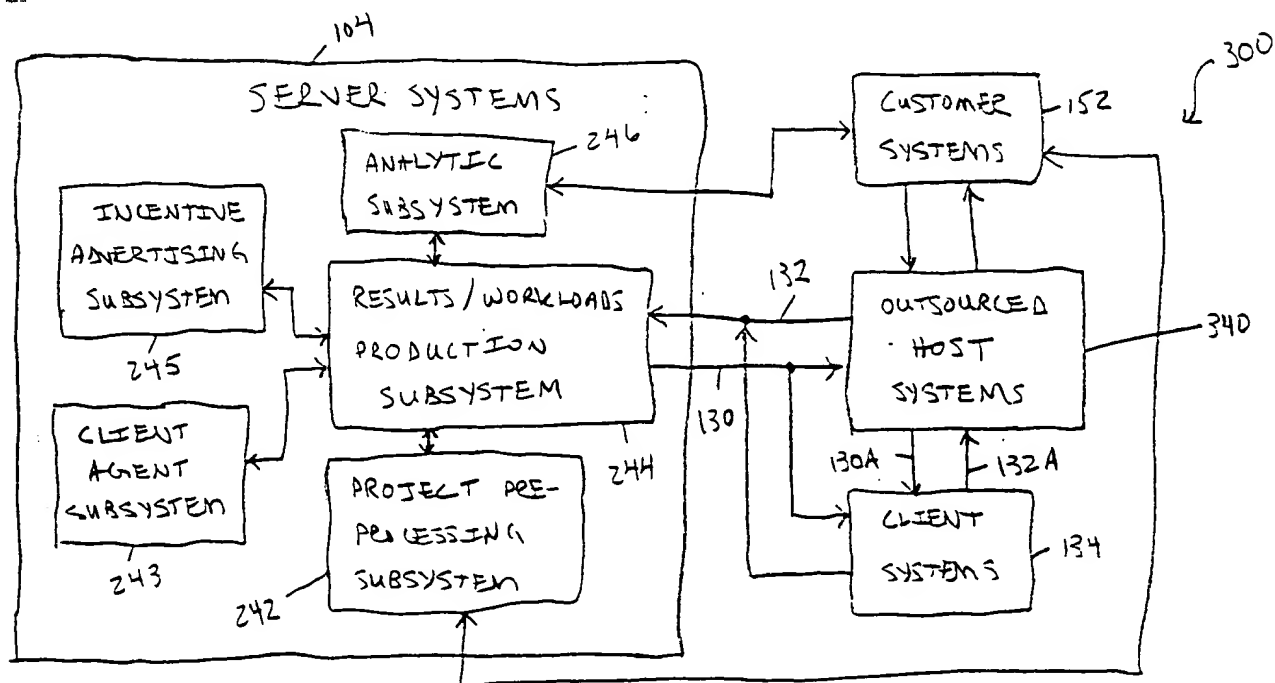 104
300
SERVER SYSTEMS
CUSTOMER
SYSTEMS
152
246
ANALYTIC
SUBSYSTEM
INCENTIVE
ADVERTISING
SUBSYSTEM
245
RESULTS/WORKLOADS
PRODUCTION
SUBSYSTEM
132
130
244
OUTSOURCED
HOST
SYSTEMS
340
CLIENT
AGENT
SUBSYSTEM
243
PROJECT PRE-
PROCESSING
SUBSYSTEM
242
130A
132A
CLIENT
SYSTEMS
134